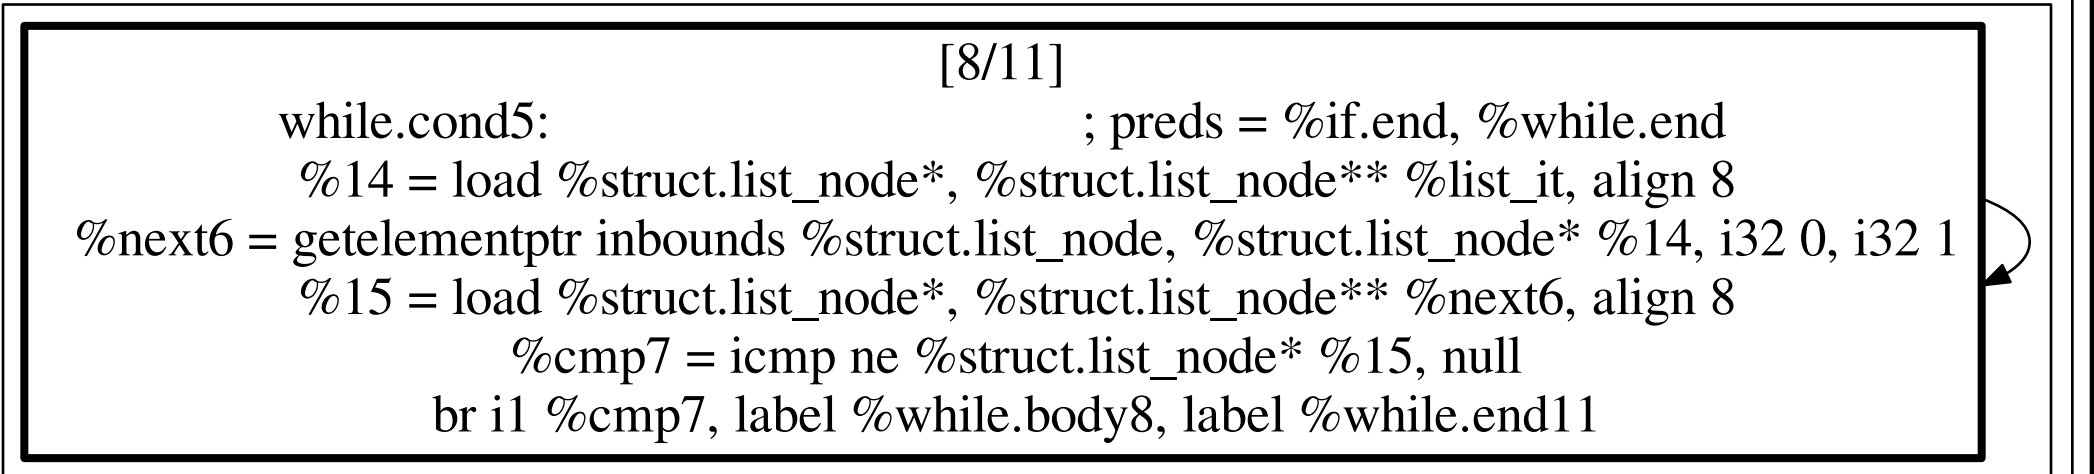 [8/11]
while.cond5: ; preds = %if.end, %while.end
%14 = load %struct.list_node*, %struct.list_node** %list_it, align 8
%next6 = getelementptr inbounds %struct.list_node, %struct.list_node* %14, i32 0, i32 1
%15 = load %struct.list_node*, %struct.list_node** %next6, align 8
%cmp7 = icmp ne %struct.list_node* %15, null
br i1 %cmp7, label %while.body8, label %while.end11